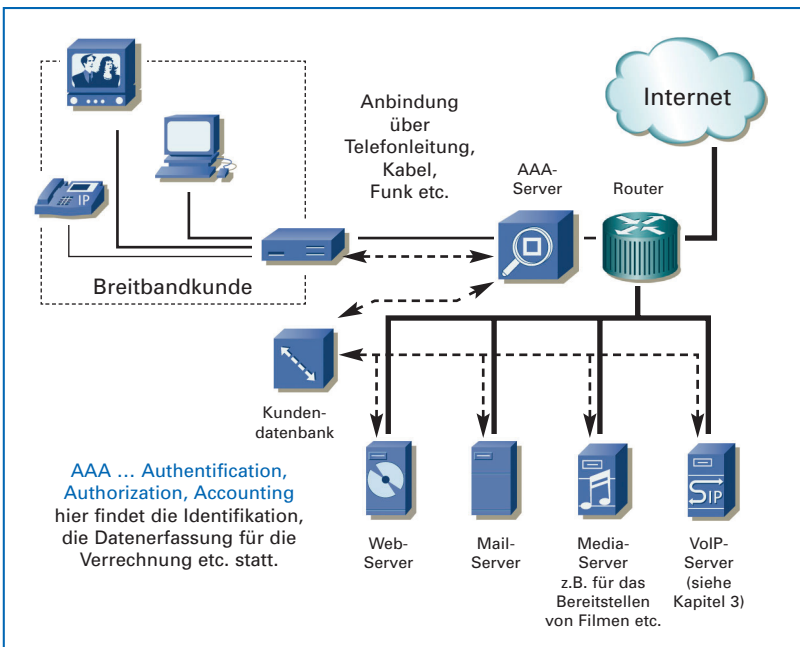 Anbindung
über
Telefonleitung,
Kabel,
Funk etc.
Internet
AAA-
Server
Router
IP
Breitbandkunde
Kunden-
datenbank
AAA ... Authentification,
Authorization, Accounting
hier findet die Identifikation,
die Datenerfassung für die
Verrechnung etc. statt.
Web-
Server
Mail-
Server
Media-
Server
z.B. für das
Bereitstellen
von Filmen etc.
SIP
VoIP-
Server
(siehe
Kapitel 3)